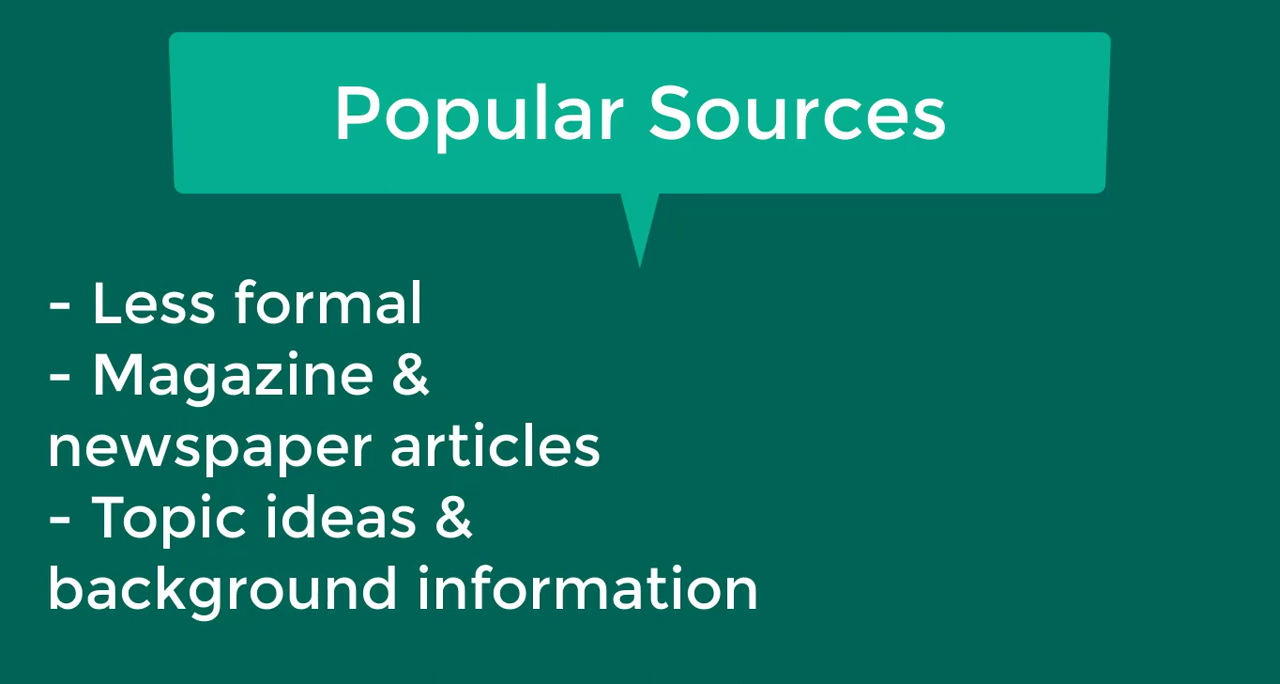 Popular Sources
- Less formal
- Magazine &
newspaper articles
- Topic ideas &
background information